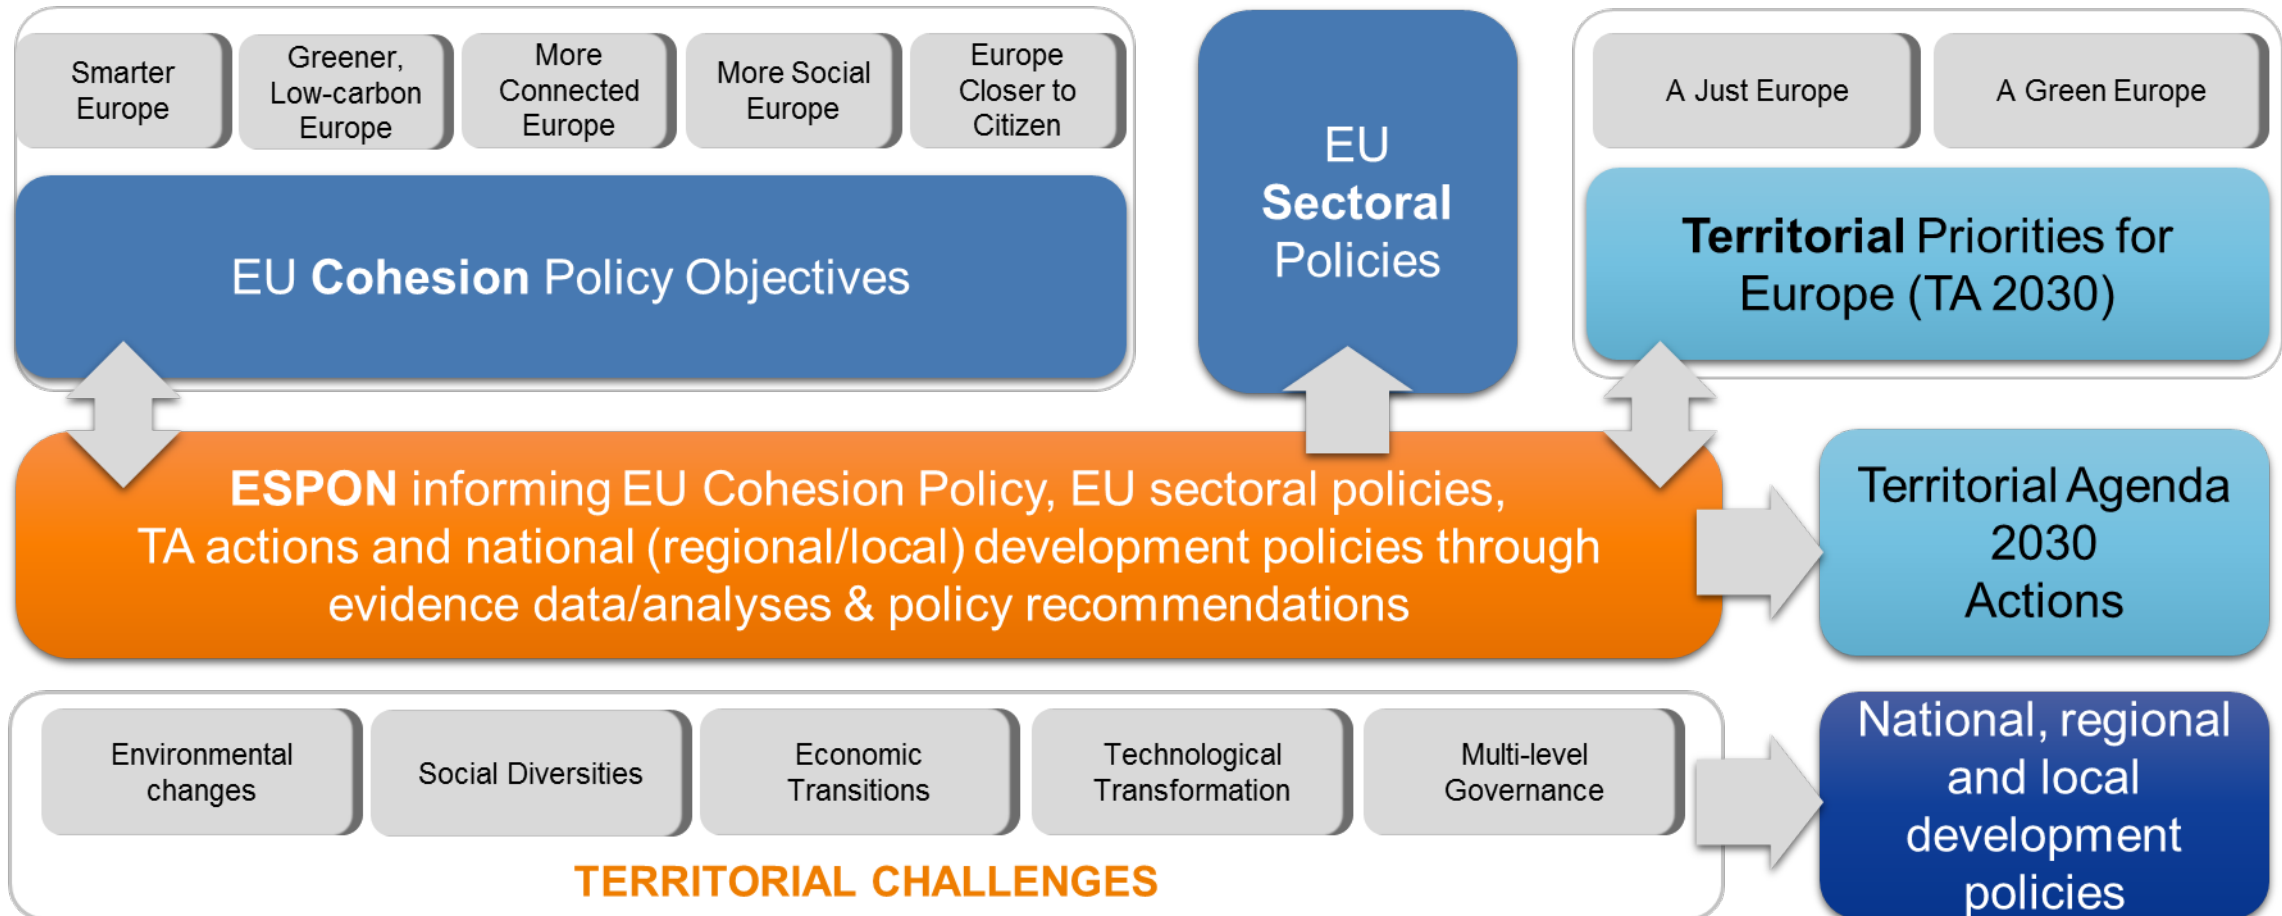 Smarter
Europe
Greener,
Low-carbon
Europe
More
Connected
Europe
More Social
Europe
Europe
Closer to
Citizen
EU Cohesion Policy Objectives
EU
Sectoral
Policies
A Just Europe
A Green Europe
Territorial Priorities for
Europe (TA 2030)
ESPON informing EU Cohesion Policy, EU sectoral policies,
TA actions and national (regional/local) development policies through
evidence data/analyses & policy recommendations
Territorial Agenda
2030
Actions
Environmental
changes
Social Diversities
Economic
Transitions
Technological
Transformation
Multi-level
Governance
TERRITORIAL CHALLENGES
National, regional
and local
development
policies